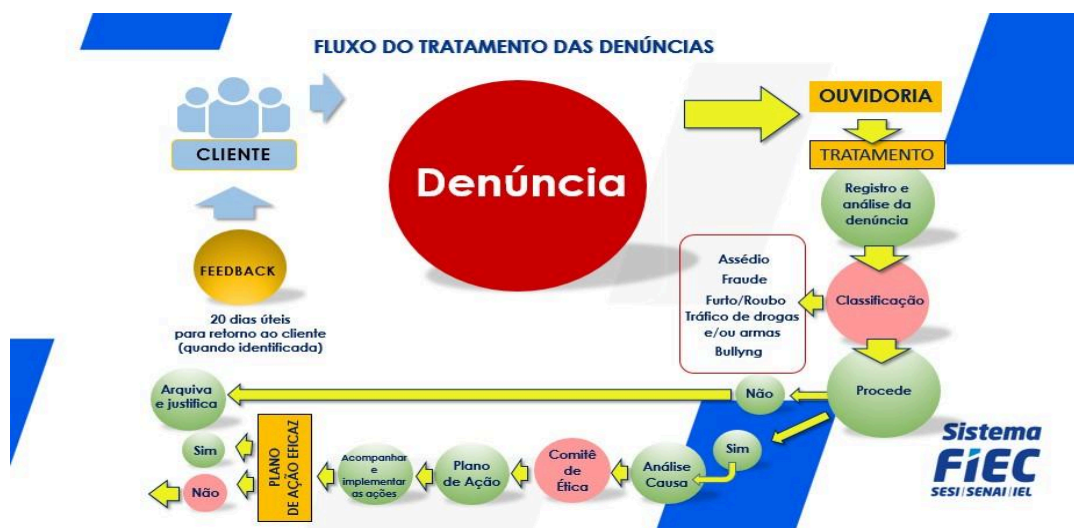 FLUXO DO TRATAMENTO DAS DENÚNCIAS
CLIENTE
Denúncia
OUVIDORIA
TRATAMENTO
Registro e
análise da
denúncia
Classificação
Assédio
Fraude
Furto/Roubo
Tráfico de drogas
e/ou armas
Bullyng
Procede
FEEDBACK
20 dias úteis
para retorno ao cliente
(quando identificada)
Não
Arquiva
e justifica
Sim
Análise
Causa
Comitê
de
Ética
Plano
de Ação
Acompanhar
e
implementar
as ações
PLANO
DE AÇÃO EFICAZ
Sim
Não
Sistema
FIEC
SESI/SENAI/IEL